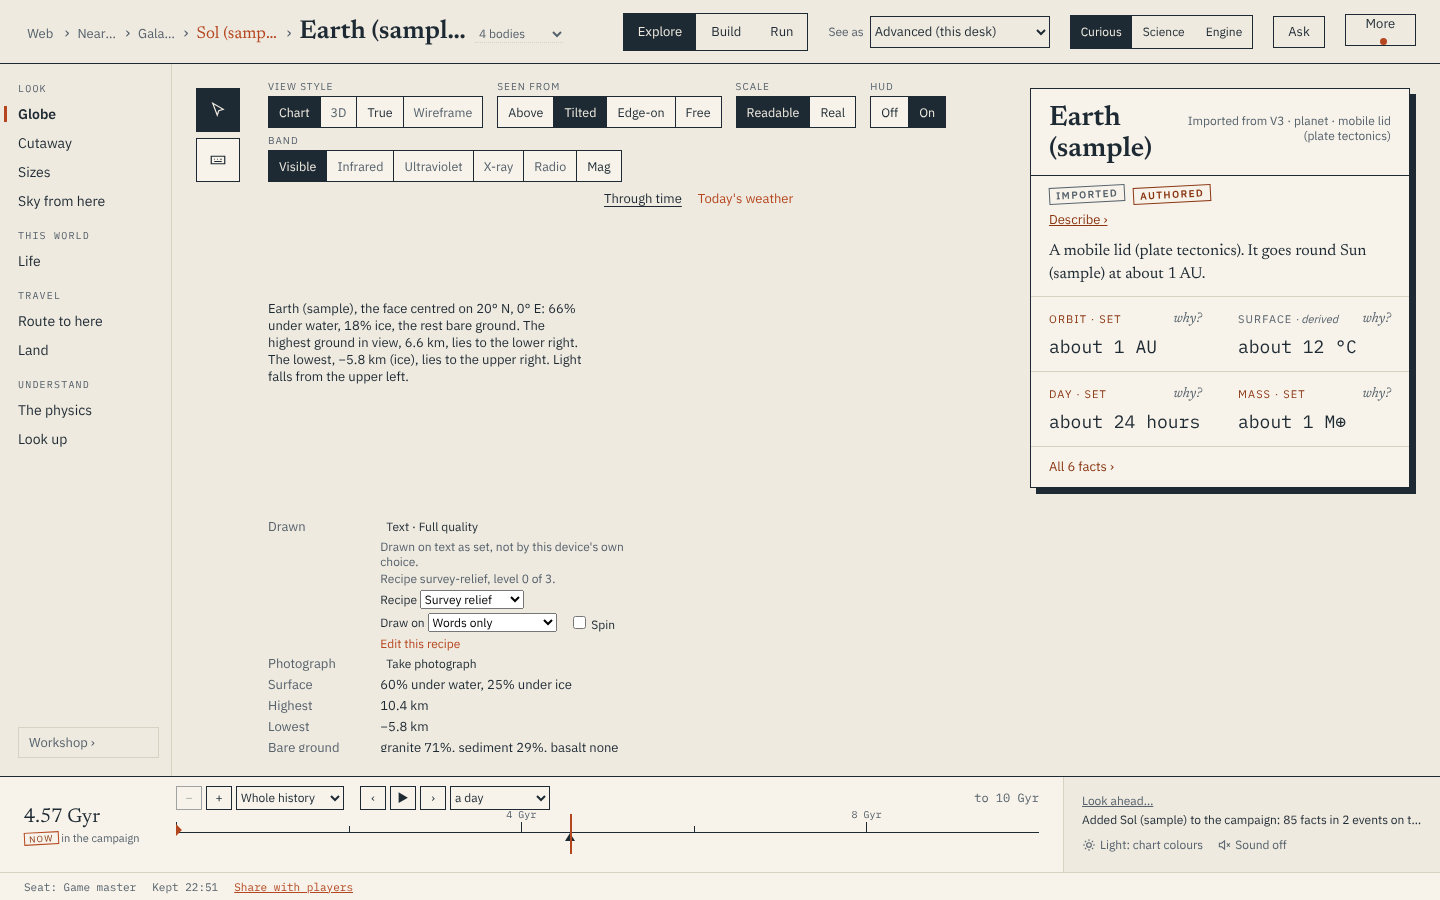 Web › Near... › Gala... › Sol (samp... › Earth (sampl... 4 bodies
Explore Build Run
See as Advanced (this desk)
Curious Science Engine
Ask
More
LOOK
Globe
Cutaway
Sizes
Sky from here
THIS WORLD
Life
TRAVEL
Route to here
Land
UNDERSTAND
The physics
Look up
Workshop ›
VIEW STYLE
Chart 3D True Wireframe
SEEN FROM
Above Tilted Edge-on Free
SCALE
Readable Real
HUD
Off On
BAND
Visible Infrared Ultraviolet X-ray Radio Mag
Through time Today's weather
Earth (sample), the face centred on 20° N, 0° E: 66%
under water, 18% ice, the rest bare ground. The
highest ground in view, 6.6 km, lies to the lower right.
The lowest, −5.8 km (ice), lies to the upper right. Light
falls from the upper left.
Drawn Text · Full quality
Drawn on text as set, not by this device's own
choice.
Recipe survey-relief, level 0 of 3.
Recipe Survey relief
Draw on Words only Spin
Edit this recipe
Photograph Take photograph
Surface 60% under water, 25% under ice
Highest 10.4 km
Lowest −5.8 km
Bare ground granite 71%, sediment 29%, basalt none
Earth
(sample)
Imported from V3 · planet · mobile lid
(plate tectonics)
IMPORTED AUTHORED
Describe ›
A mobile lid (plate tectonics). It goes round Sun
(sample) at about 1 AU.
ORBIT · SET why?
about 1 AU
SURFACE · derived why?
about 12 °C
DAY · SET why?
about 24 hours
MASS · SET why?
about 1 M⊕
All 6 facts ›
4.57 Gyr
NOW in the campaign
− + Whole history ‹ ▶ › a day
to 10 Gyr
4 Gyr 8 Gyr
Look ahead...
Added Sol (sample) to the campaign: 85 facts in 2 events on t...
Light: chart colours Sound off
Seat: Game master Kept 22:51 Share with players